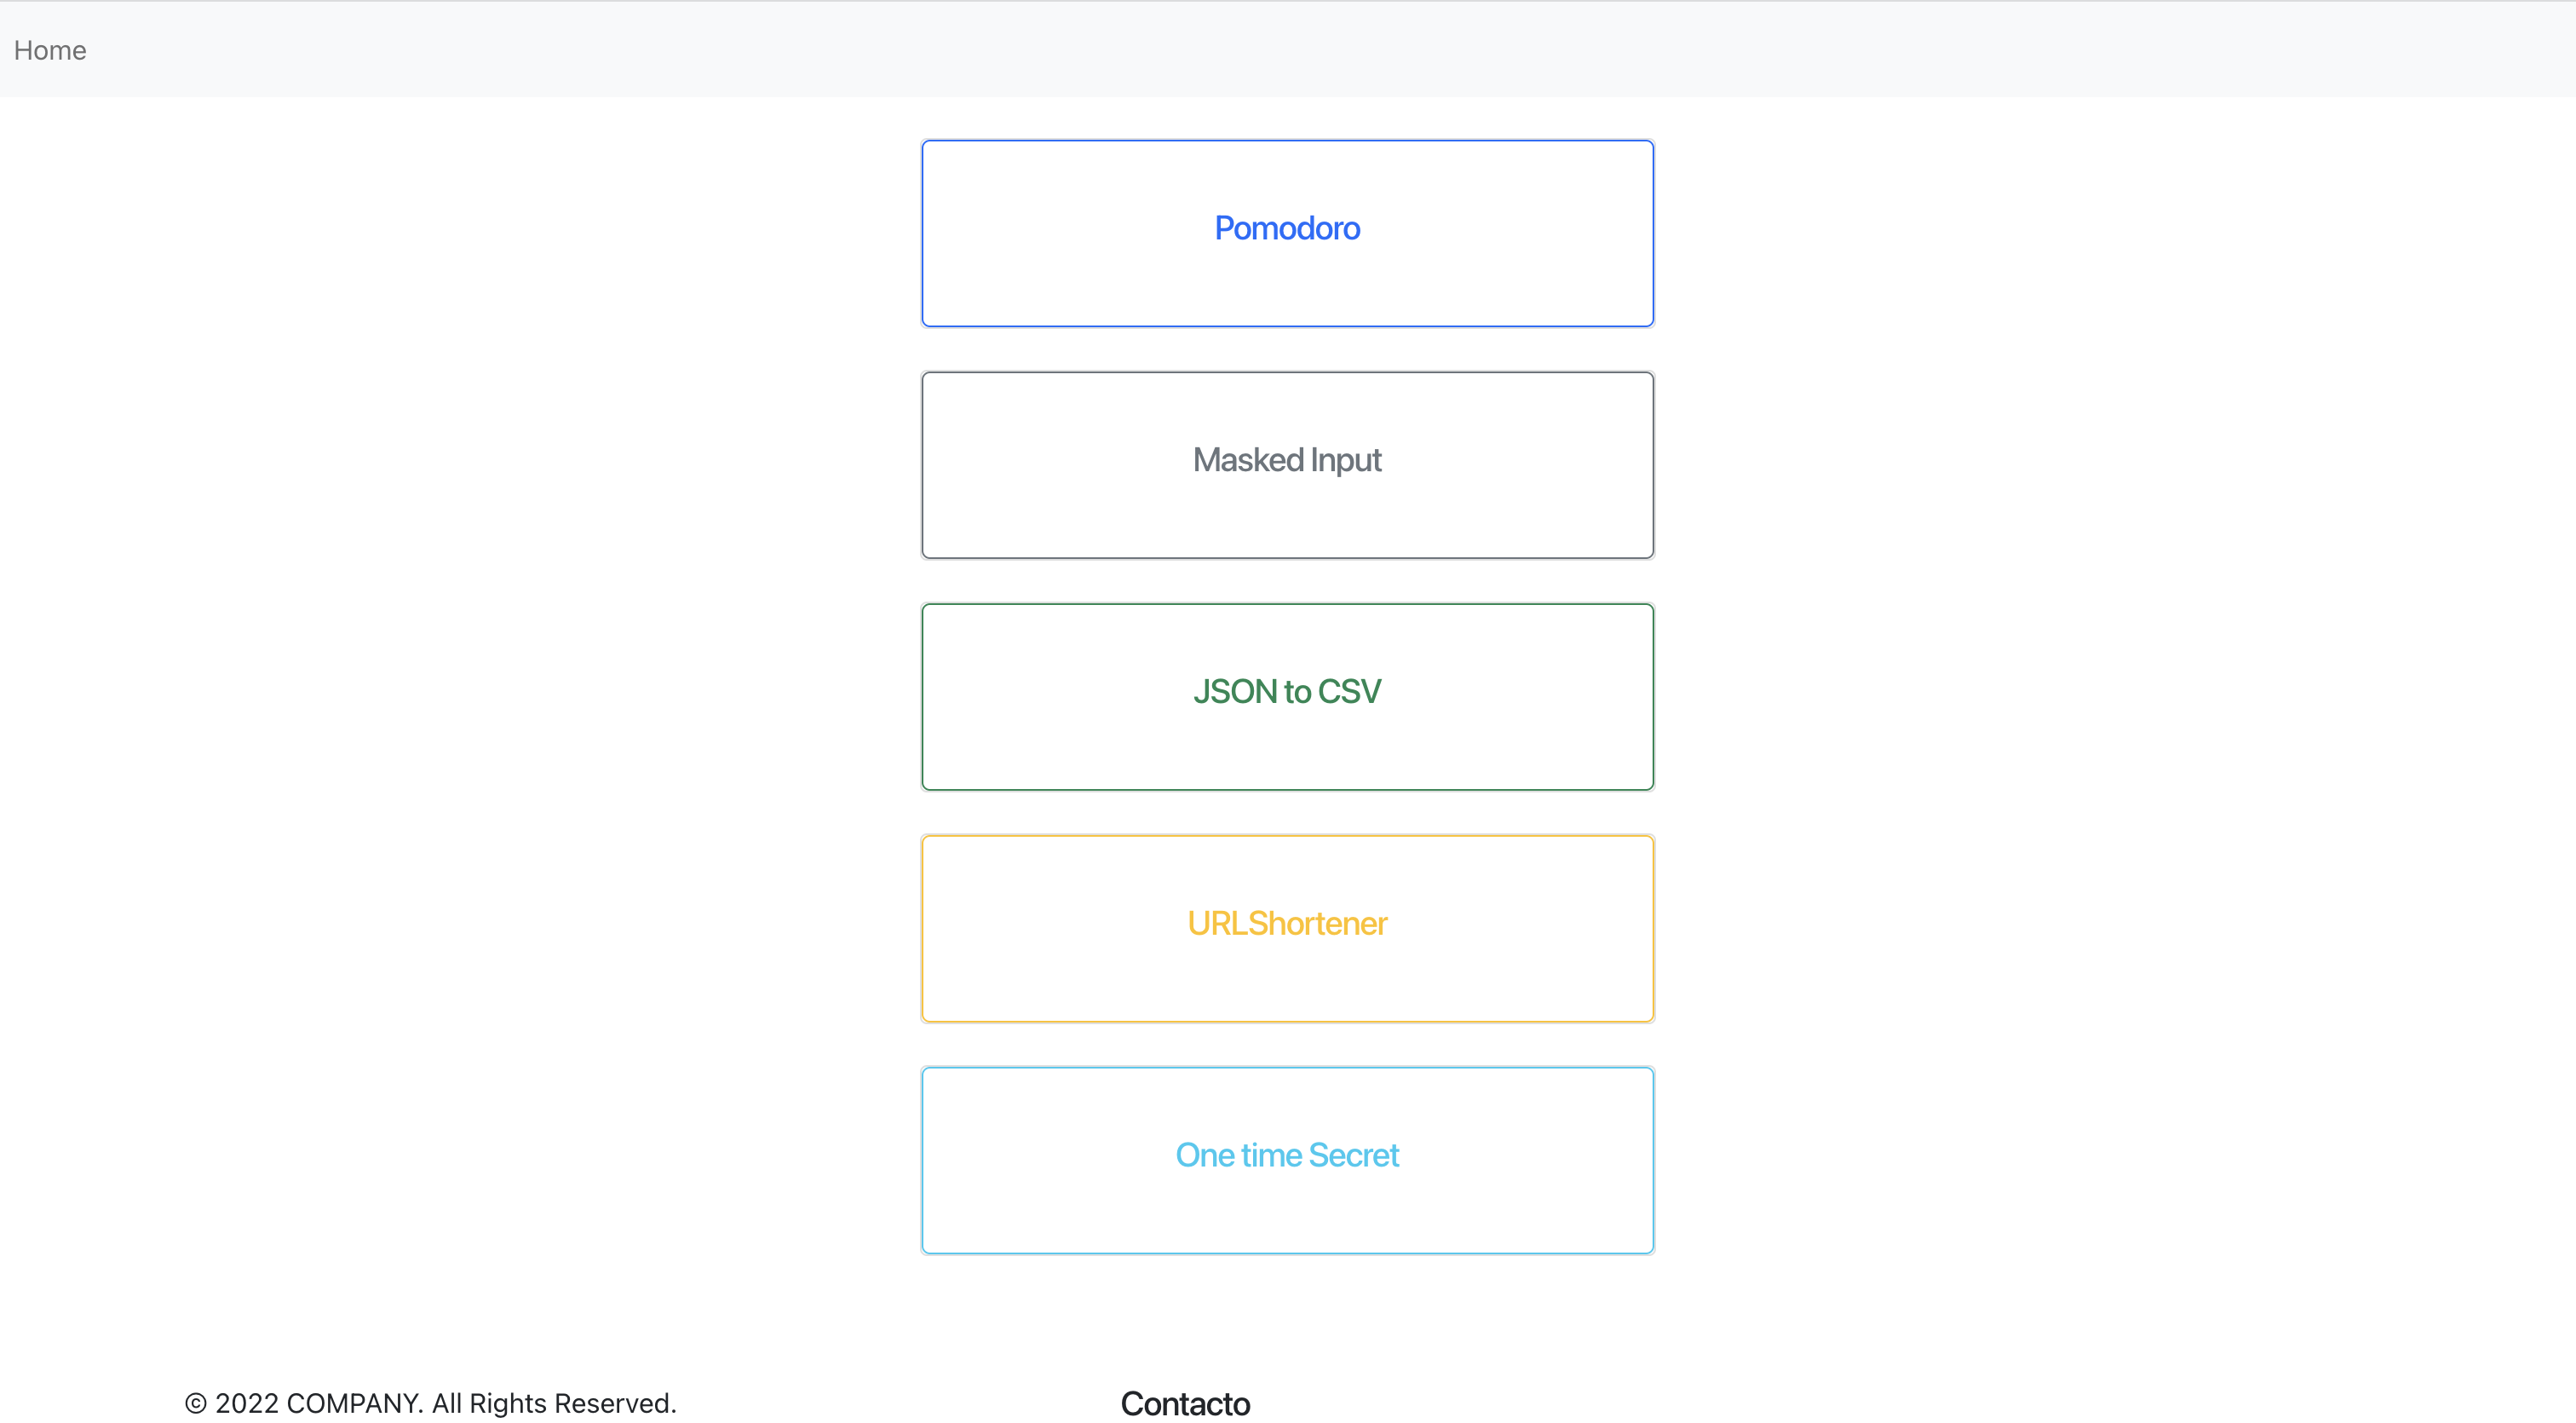 Home
Pomodoro
Masked Input
JSON to CSV
URLShortener
One time Secret
© 2022 COMPANY. All Rights Reserved.
Contacto